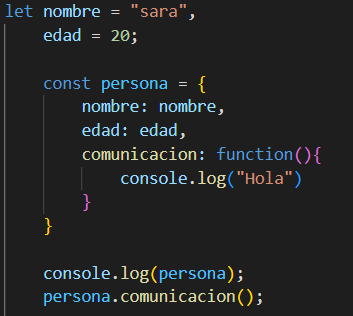 let nombre = "sara",
    edad = 20;

    const persona = {
        nombre: nombre,
        edad: edad,
        comunicacion: function(){
            console.log("Hola")
        }
    }

    console.log(persona);
    persona.comunicacion();